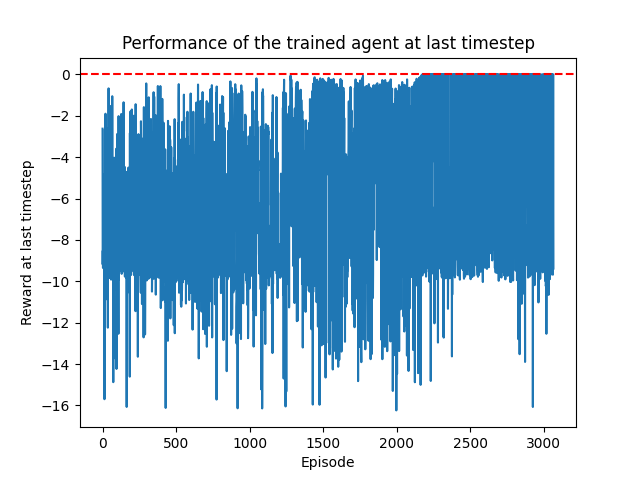 Performance of the trained agent at last timestep
0
−2
−4
−6
−8
−10
−12
−14
−16
Reward at last timestep
0 500 1000 1500 2000 2500 3000
Episode